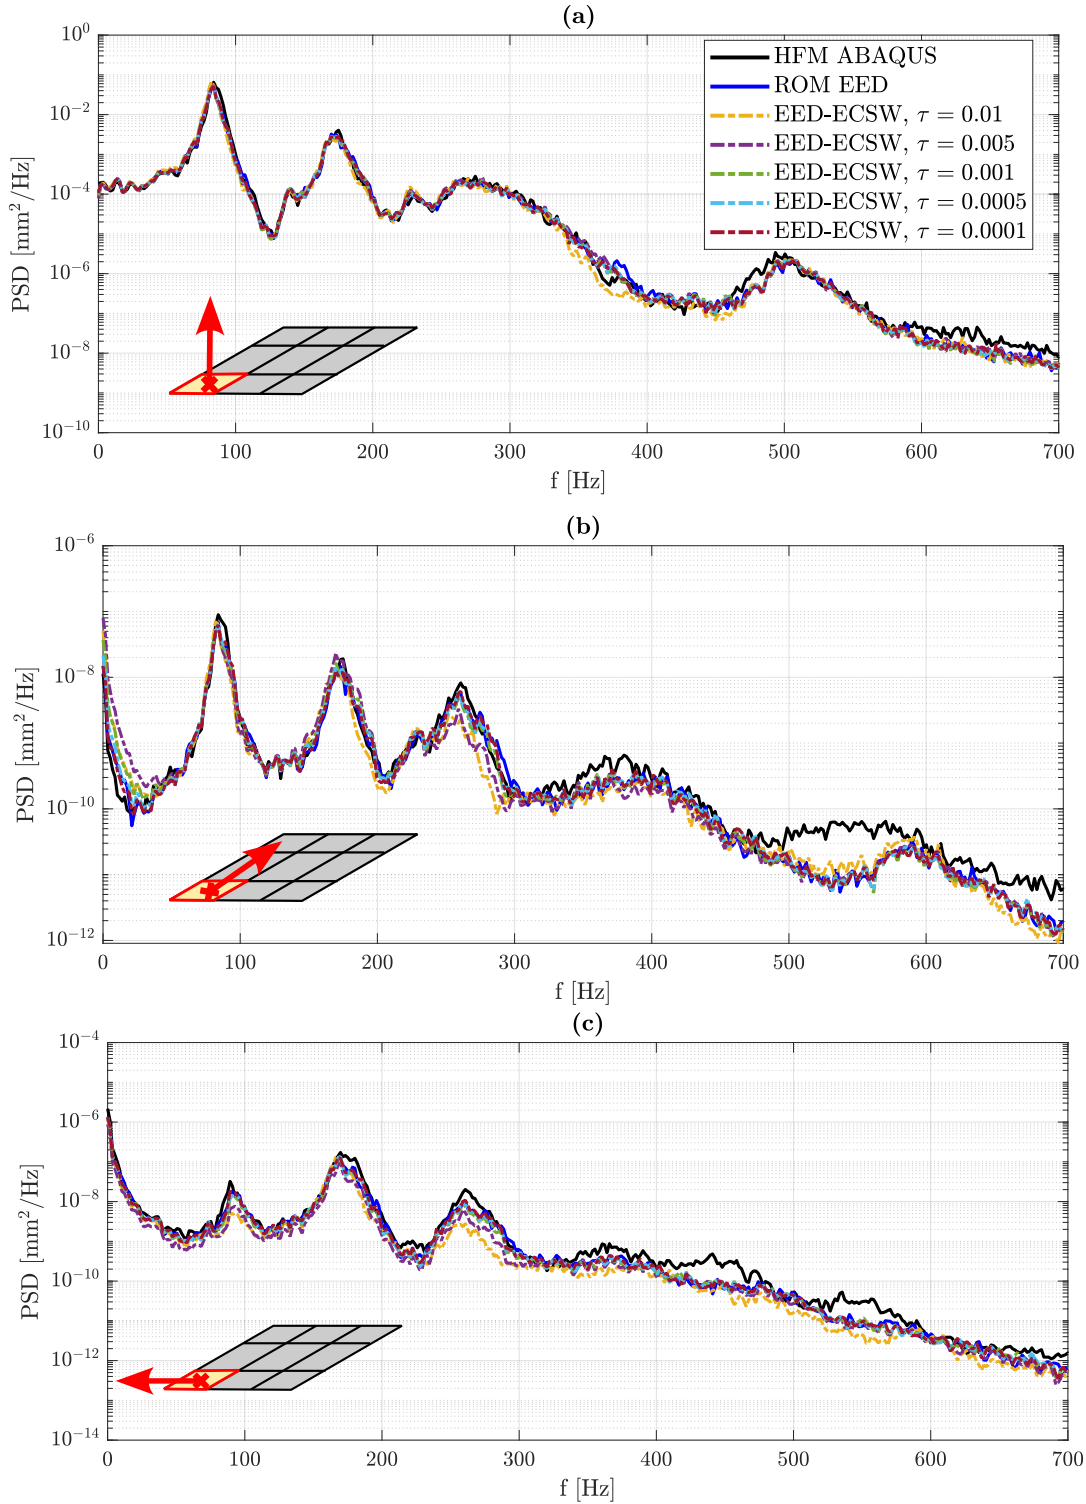 (a)
10^0
10^-2
10^-4
10^-6
10^-8
10^-10
PSD [mm^2/Hz]
HFM ABAQUS
ROM EED
EED-ECSW, τ = 0.01
EED-ECSW, τ = 0.005
EED-ECSW, τ = 0.001
EED-ECSW, τ = 0.0005
EED-ECSW, τ = 0.0001
0 100 200 300 400 500 600 700
f [Hz]
(b)
10^-6
10^-8
10^-10
10^-12
PSD [mm^2/Hz]
0 100 200 300 400 500 600 700
f [Hz]
(c)
10^-4
10^-6
10^-8
10^-10
10^-12
10^-14
PSD [mm^2/Hz]
0 100 200 300 400 500 600 700
f [Hz]